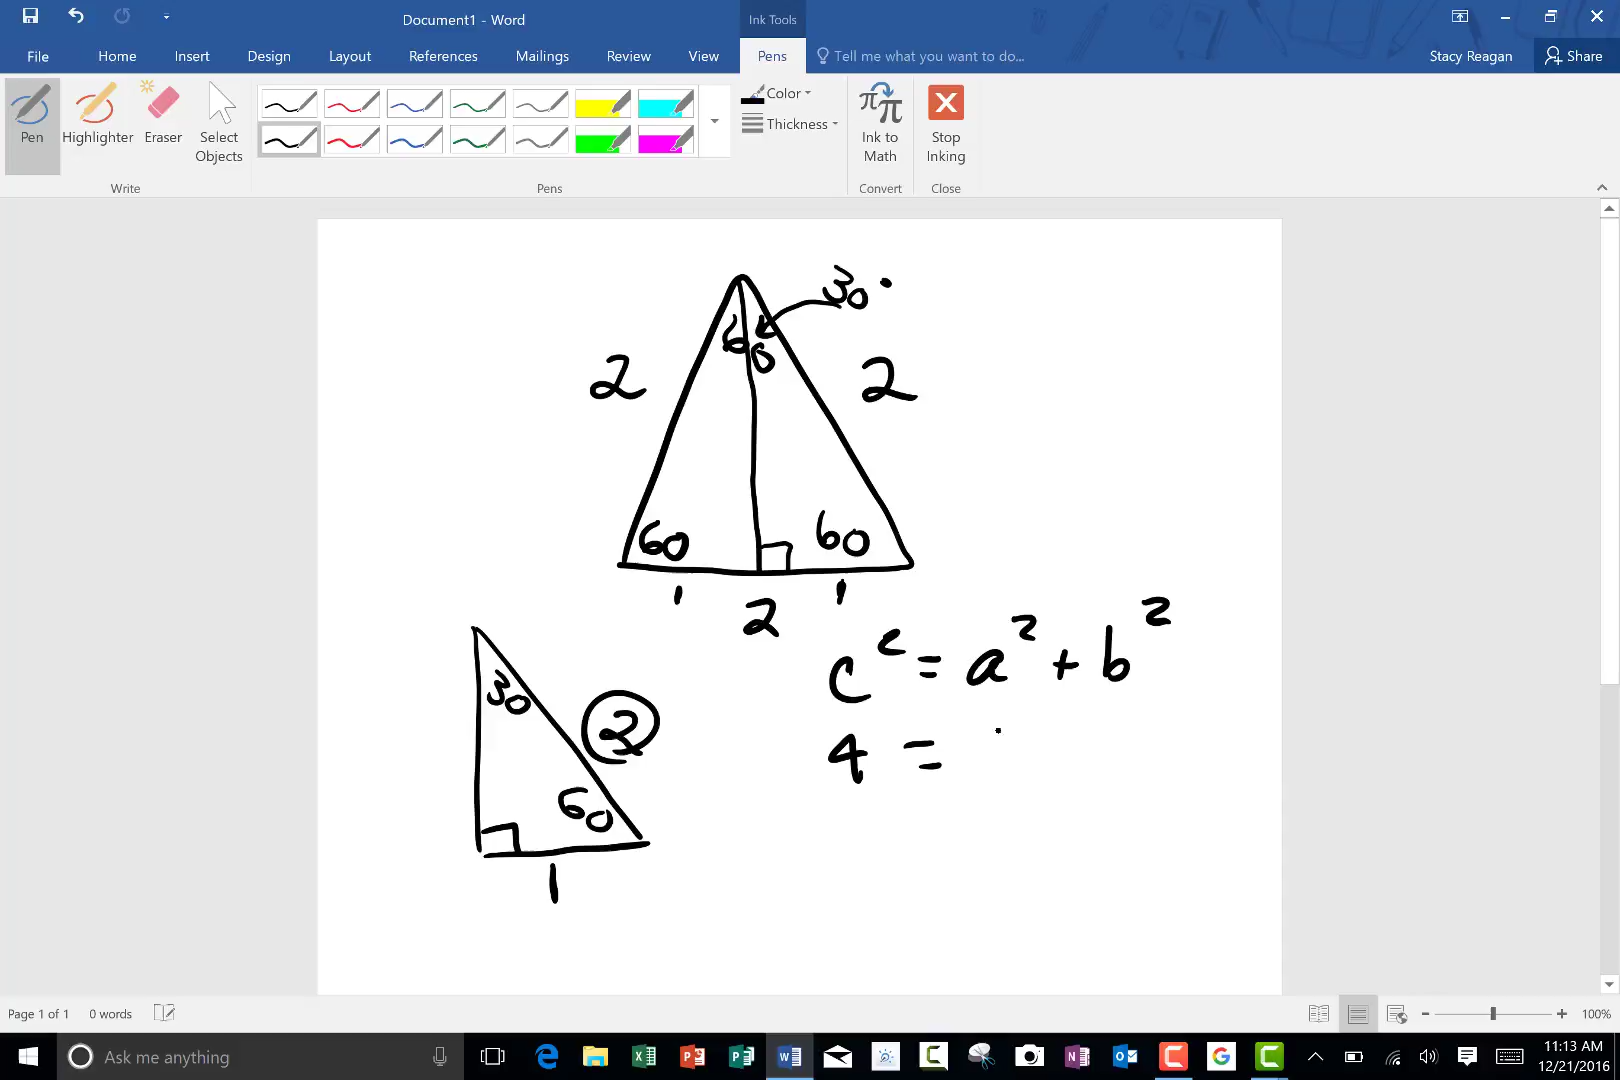 Document1 - Word
Ink Tools
File
Home
Insert
Design
Layout
References
Mailings
Review
View
Pens
Tell me what you want to do...
Stacy Reagan
Share
Pen
Highlighter
Eraser
Select Objects
Color
Thickness
Ink to Math
Stop Inking
Write
Pens
Convert
Close
30°
60
2
2
60
60
1
2
1
c² = a² + b²
30
2
4 =
60
1
Page 1 of 1
0 words
100%
Ask me anything
11:13 AM
12/21/2016